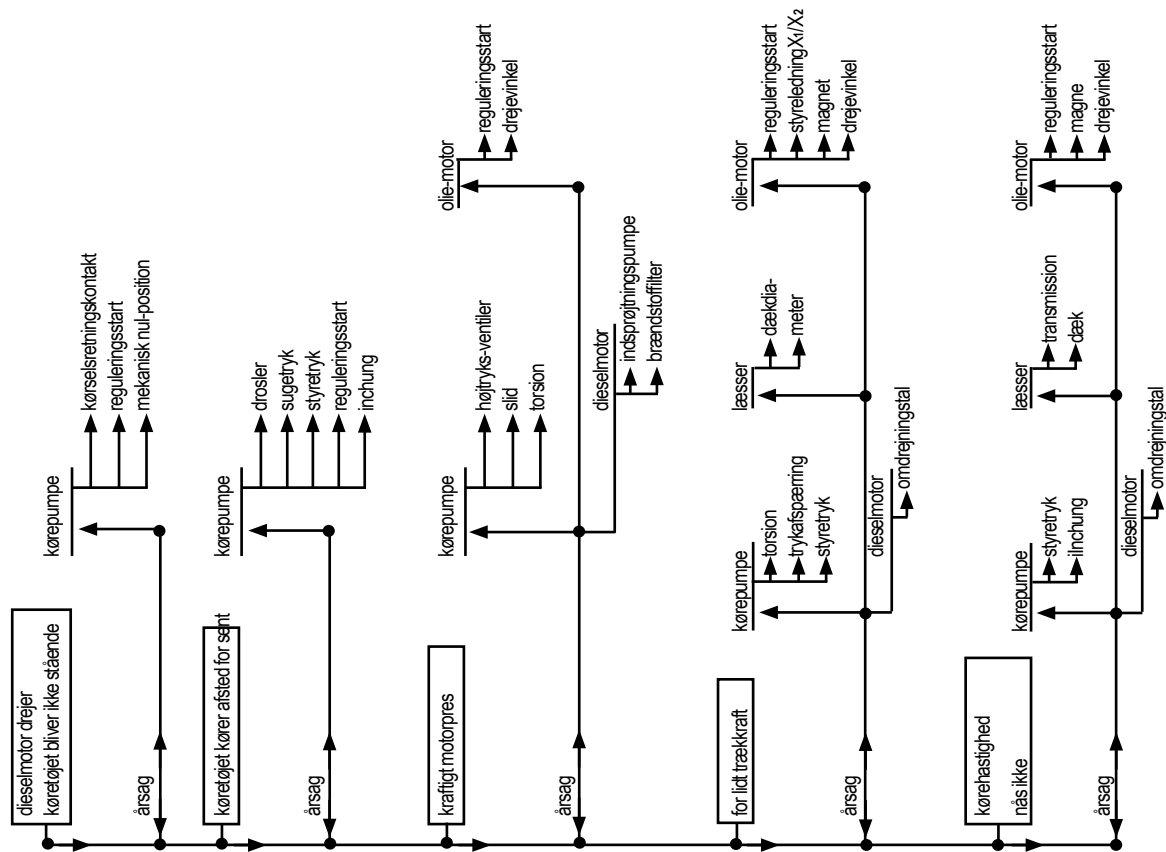 dieselmotor drejer
køretøjet bliver ikke stående
årsag
kørepumpe
kørselsretningskontakt
reguleringsstart
mekanisk nul-position
køretøjet kører afsted for sent
kørepumpe
drosler
sugetryk
styretryk
reguleringsstart
inchung
kraftigt motorpres
årsag
kørepumpe
højtryks-ventiler
slid
torsion
dieselmotor
indsprøjtningspumpe
brændstoffilter
olie-motor
reguleringsstart
drejevinkel
for lidt trækkraft
årsag
kørepumpe
torsion
trykafspæring
styretryk
dieselmotor
omdrejningstal
læsser
dækdia-
meter
olie-motor
reguleringsstart
styreledning X₁/X₂
magnet
drejevinkel
kørehastighed
nås ikke
årsag
kørepumpe
styretryk
ilnchung
dieselmotor
omdrejningstal
læsser
transmission
dæk
olie-motor
reguleringsstart
magne
drejevinkel